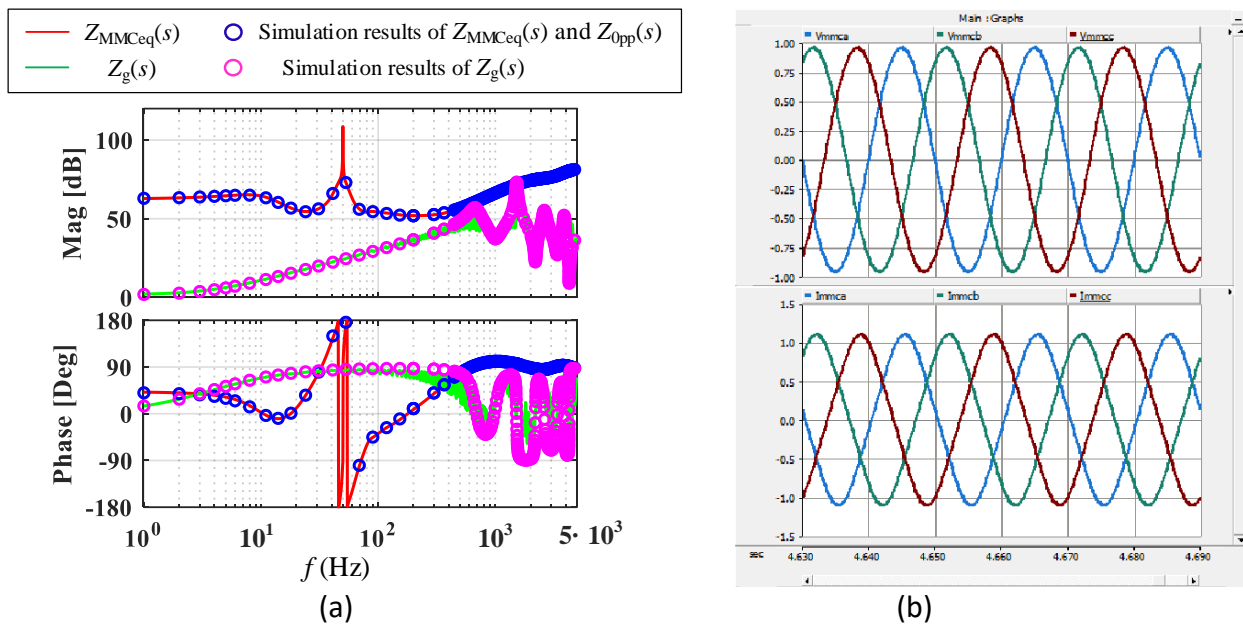 Z_MMCeq(s) Simulation results of Z_MMCeq(s) and Z_0pp(s)
Z_g(s) Simulation results of Z_g(s)
Mag [dB]
100
50
0
Phase [Deg]
180
90
0
-90
-180
10^0 10^1 10^2 10^3 5· 10^3
f (Hz)
(a)
Main :Graphs
Vmmca Vmmcb Vmmcc
1.00
0.75
0.50
0.25
0.00
-0.25
-0.50
-0.75
-1.00
Immca Immcb Immcc
1.5
1.0
0.5
0.0
-0.5
-1.0
-1.5
sec 4.630 4.640 4.650 4.660 4.670 4.680 4.690
(b)